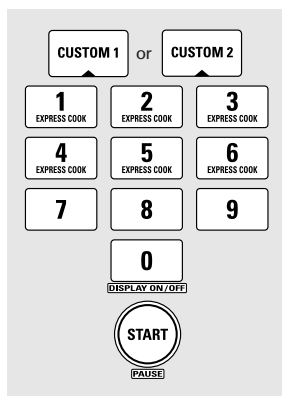 CUSTOM 1 or CUSTOM 2
1 2 3
EXPRESS COOK EXPRESS COOK EXPRESS COOK
4 5 6
EXPRESS COOK EXPRESS COOK EXPRESS COOK
7 8 9
0
DISPLAY ON/OFF
START
PAUSE